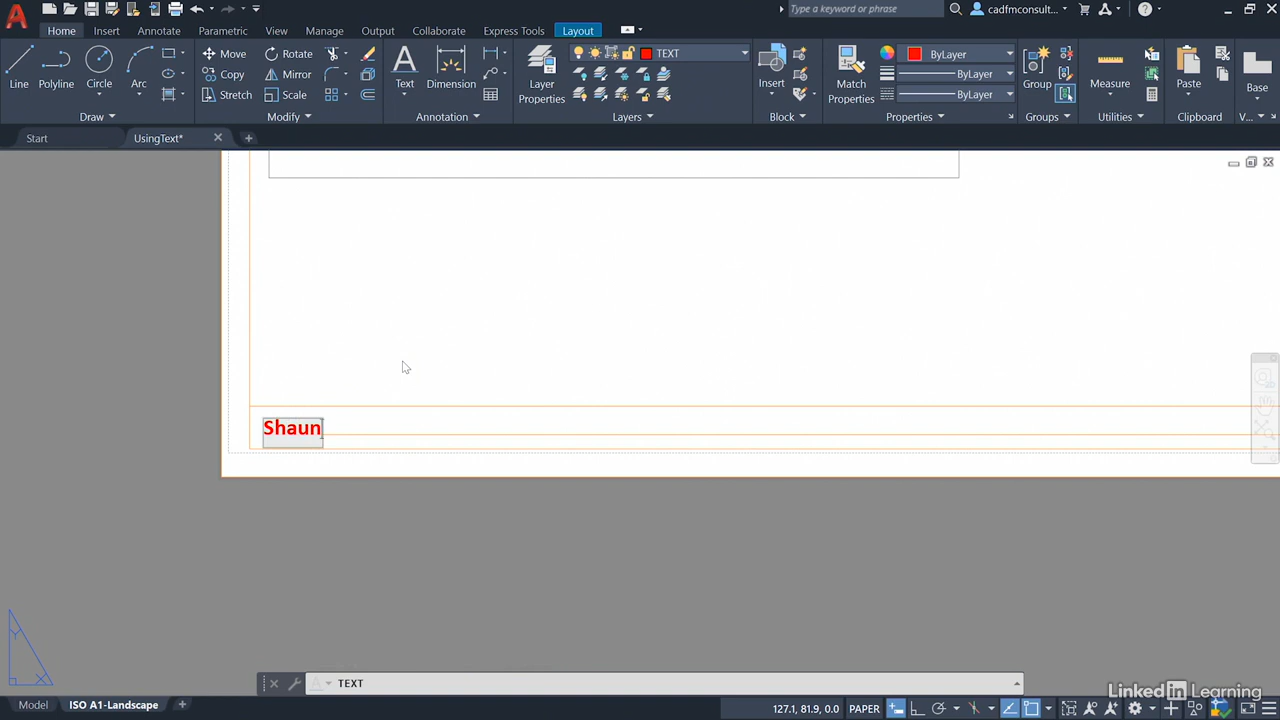 Type a keyword or phrase
cadfmconsult...
Home Insert Annotate Parametric View Manage Output Collaborate Express Tools Layout
Line Polyline Circle Arc
Move Rotate
Copy Mirror
Stretch Scale
Text Dimension
Layer Properties
TEXT
Insert
Match Properties
ByLayer
ByLayer
ByLayer
Group Measure Paste Base
Draw Modify Annotation Layers Block Properties Groups Utilities Clipboard V...
Start UsingText*
Shaun
Y
X
TEXT
LinkedIn Learning
Model ISO A1-Landscape
127.1, 81.9, 0.0 PAPER